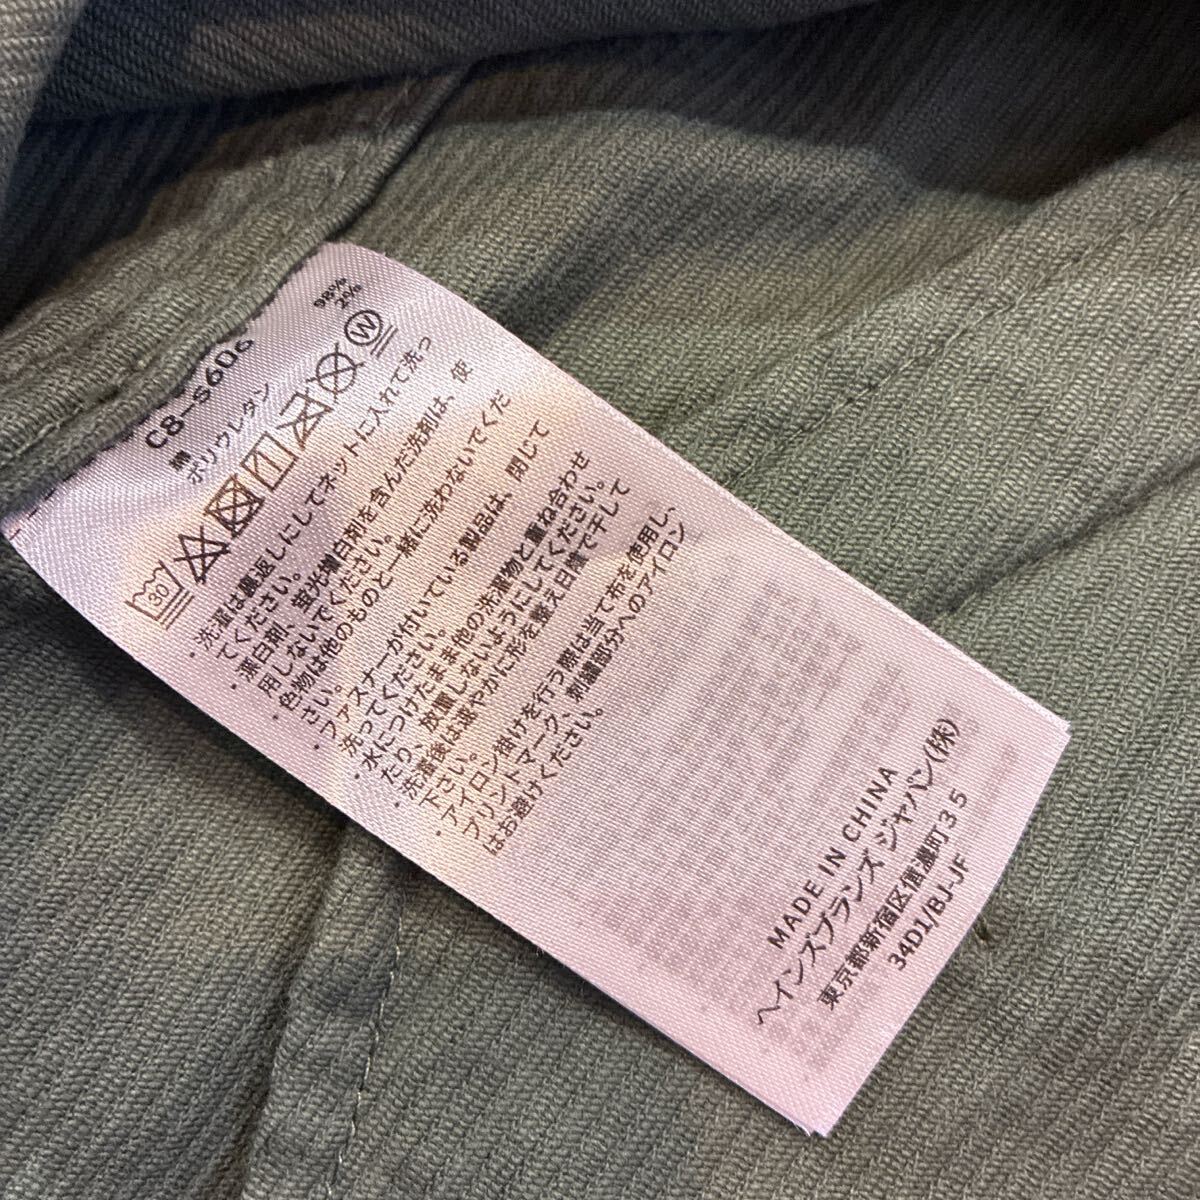 C8-S606
綿 98%
ポリウレタン 2%
30
W
・洗濯は裏返しにしてネットに入れて洗っ
てください。
・漂白剤、蛍光増白剤を含んだ洗剤は、使
用しないでください。
・色物は他のものと一緒に洗わないでくだ
さい。
・ファスナーが付いている製品は、閉じて
洗ってください。
・水につけたまま他の洗濯物と重ね合わせ
たり、放置しないようにしてください。
・洗濯後は速やかに形を整え日陰で干して
下さい。
・アイロン掛けを行う際は当て布を使用し、
プリントマーク、刺繍部分へのアイロン
はお避けください。
MADE IN CHINA
ヘインズブランズ ジャパン(株)
東京都新宿区信濃町35
34D1/BJ-JF